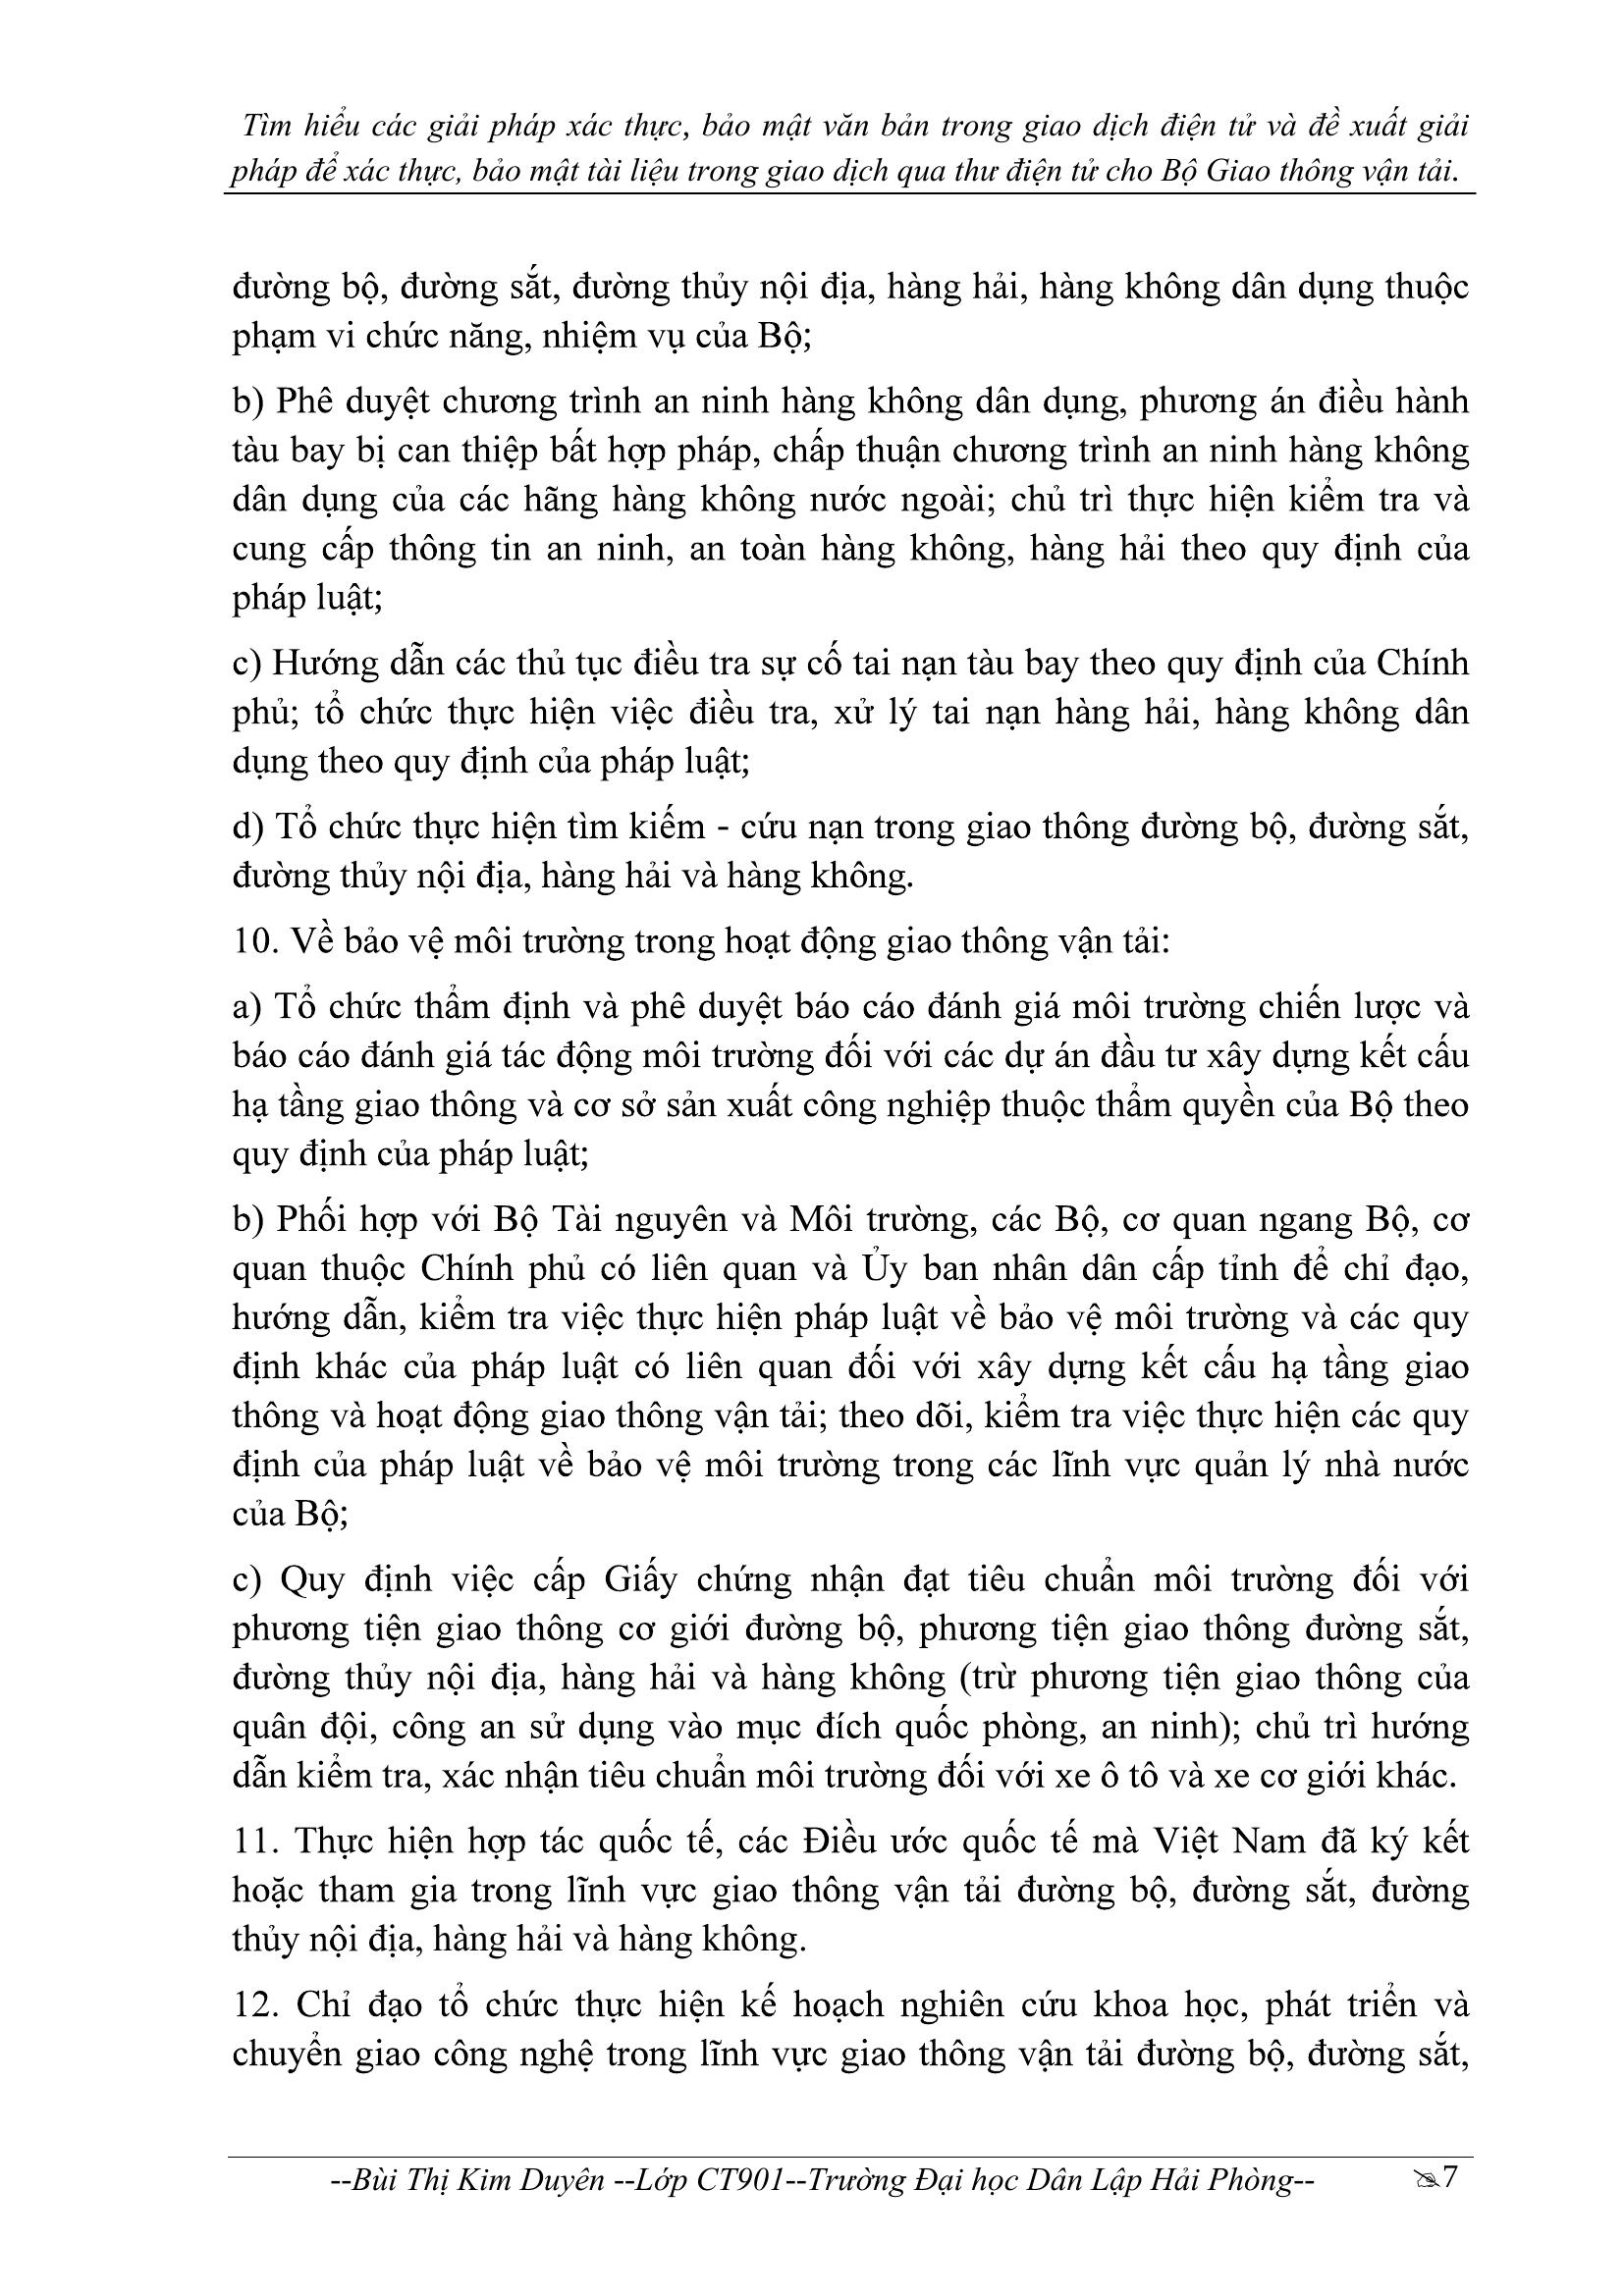 Tìm hiểu các giải pháp xác thực, bảo mật văn bản trong giao dịch điện tử và đề xuất giải
pháp để xác thực, bảo mật tài liệu trong giao dịch qua thư điện tử cho Bộ Giao thông vận tải.
đường bộ, đường sắt, đường thủy nội địa, hàng hải, hàng không dân dụng thuộc
phạm vi chức năng, nhiệm vụ của Bộ;
b) Phê duyệt chương trình an ninh hàng không dân dụng, phương án điều hành
tàu bay bị can thiệp bất hợp pháp, chấp thuận chương trình an ninh hàng không
dân dụng của các hãng hàng không nước ngoài; chủ trì thực hiện kiểm tra và
cung cấp thông tin an ninh, an toàn hàng không, hàng hải theo quy định của
pháp luật;
c) Hướng dẫn các thủ tục điều tra sự cố tai nạn tàu bay theo quy định của Chính
phủ; tổ chức thực hiện việc điều tra, xử lý tai nạn hàng hải, hàng không dân
dụng theo quy định của pháp luật;
d) Tổ chức thực hiện tìm kiếm - cứu nạn trong giao thông đường bộ, đường sắt,
đường thủy nội địa, hàng hải và hàng không.
10. Về bảo vệ môi trường trong hoạt động giao thông vận tải:
a) Tổ chức thẩm định và phê duyệt báo cáo đánh giá môi trường chiến lược và
báo cáo đánh giá tác động môi trường đối với các dự án đầu tư xây dựng kết cấu
hạ tầng giao thông và cơ sở sản xuất công nghiệp thuộc thẩm quyền của Bộ theo
quy định của pháp luật;
b) Phối hợp với Bộ Tài nguyên và Môi trường, các Bộ, cơ quan ngang Bộ, cơ
quan thuộc Chính phủ có liên quan và Ủy ban nhân dân cấp tỉnh để chỉ đạo,
hướng dẫn, kiểm tra việc thực hiện pháp luật về bảo vệ môi trường và các quy
định khác của pháp luật có liên quan đối với xây dựng kết cấu hạ tầng giao
thông và hoạt động giao thông vận tải; theo dõi, kiểm tra việc thực hiện các quy
định của pháp luật về bảo vệ môi trường trong các lĩnh vực quản lý nhà nước
của Bộ;
c) Quy định việc cấp Giấy chứng nhận đạt tiêu chuẩn môi trường đối với
phương tiện giao thông cơ giới đường bộ, phương tiện giao thông đường sắt,
đường thủy nội địa, hàng hải và hàng không (trừ phương tiện giao thông của
quân đội, công an sử dụng vào mục đích quốc phòng, an ninh); chủ trì hướng
dẫn kiểm tra, xác nhận tiêu chuẩn môi trường đối với xe ô tô và xe cơ giới khác.
11. Thực hiện hợp tác quốc tế, các Điều ước quốc tế mà Việt Nam đã ký kết
hoặc tham gia trong lĩnh vực giao thông vận tải đường bộ, đường sắt, đường
thủy nội địa, hàng hải và hàng không.
12. Chỉ đạo tổ chức thực hiện kế hoạch nghiên cứu khoa học, phát triển và
chuyển giao công nghệ trong lĩnh vực giao thông vận tải đường bộ, đường sắt,
--Bùi Thị Kim Duyên --Lớp CT901--Trường Đại học Dân Lập Hải Phòng-- 7